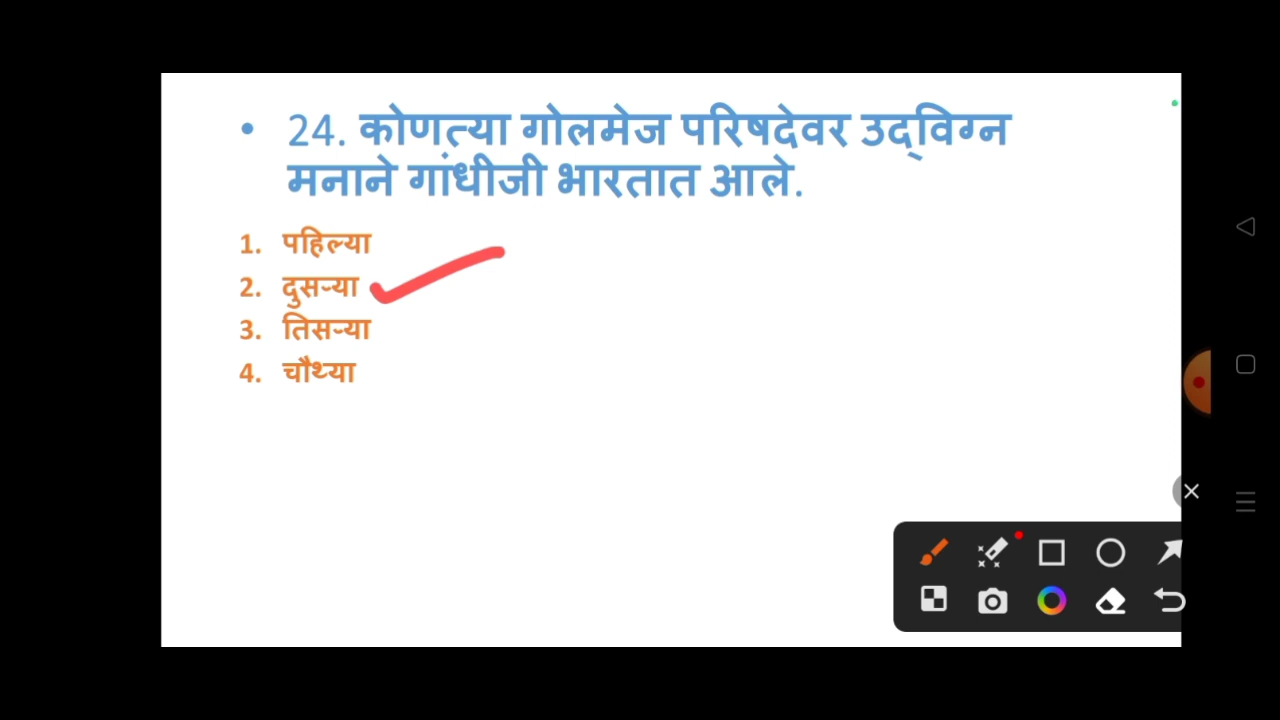 • 24. कोणत्या गोलमेज परिषदेवर उद्विग्न
मनाने गांधीजी भारतात आले.
1. पहिल्या
2. दुसऱ्या
3. तिसऱ्या
4. चौथ्या